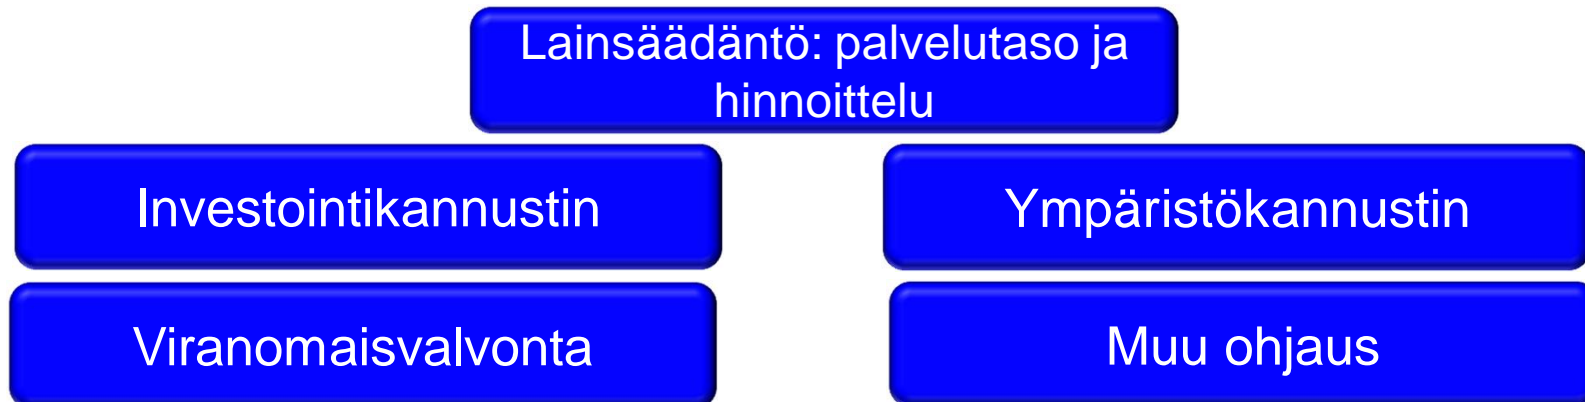 Lainsäädäntö: palvelutaso ja
hinnoittelu
Investointikannustin
Ympäristökannustin
Viranomaisvalvonta
Muu ohjaus